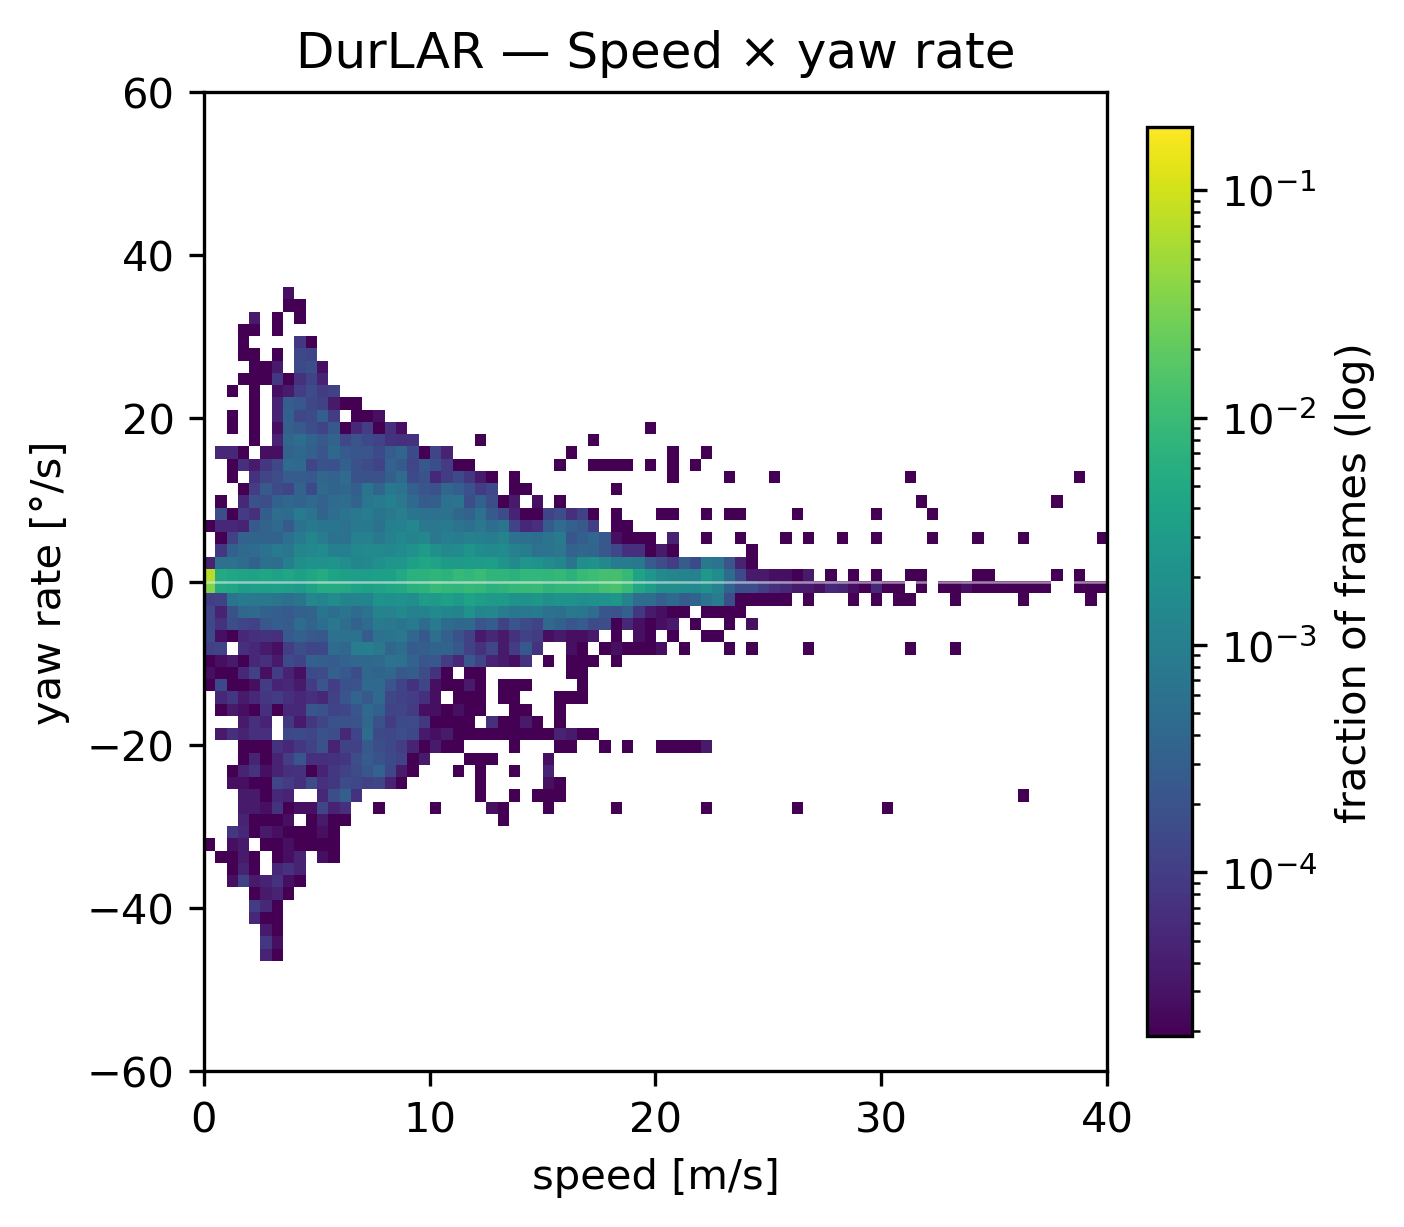 DurLAR — Speed × yaw rate
60
40
20
0
−20
−40
−60
yaw rate [°/s]
0 10 20 30 40
speed [m/s]
10⁻¹
10⁻²
10⁻³
10⁻⁴
fraction of frames (log)